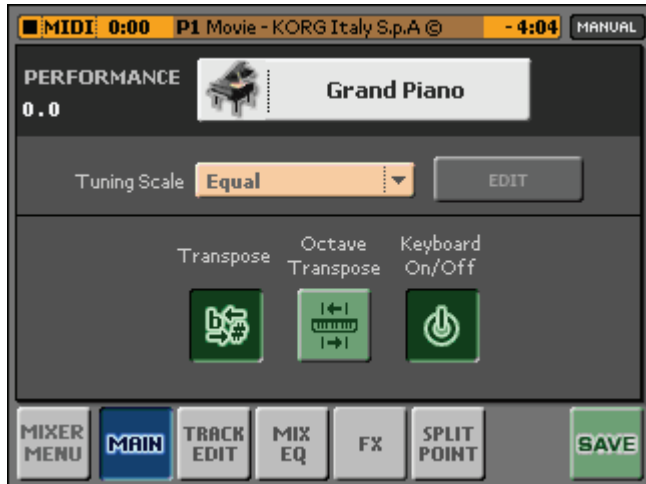 MIDI 0:00 P1 Movie - KORG Italy S.p.A © - 4:04 MANUAL
PERFORMANCE
0.0
Grand Piano
Tuning Scale Equal EDIT
Transpose
Octave
Transpose
Keyboard
On/Off
b #
MIXER
MENU
MAIN
TRACK
EDIT
MIX
EQ
FX
SPLIT
POINT
SAVE